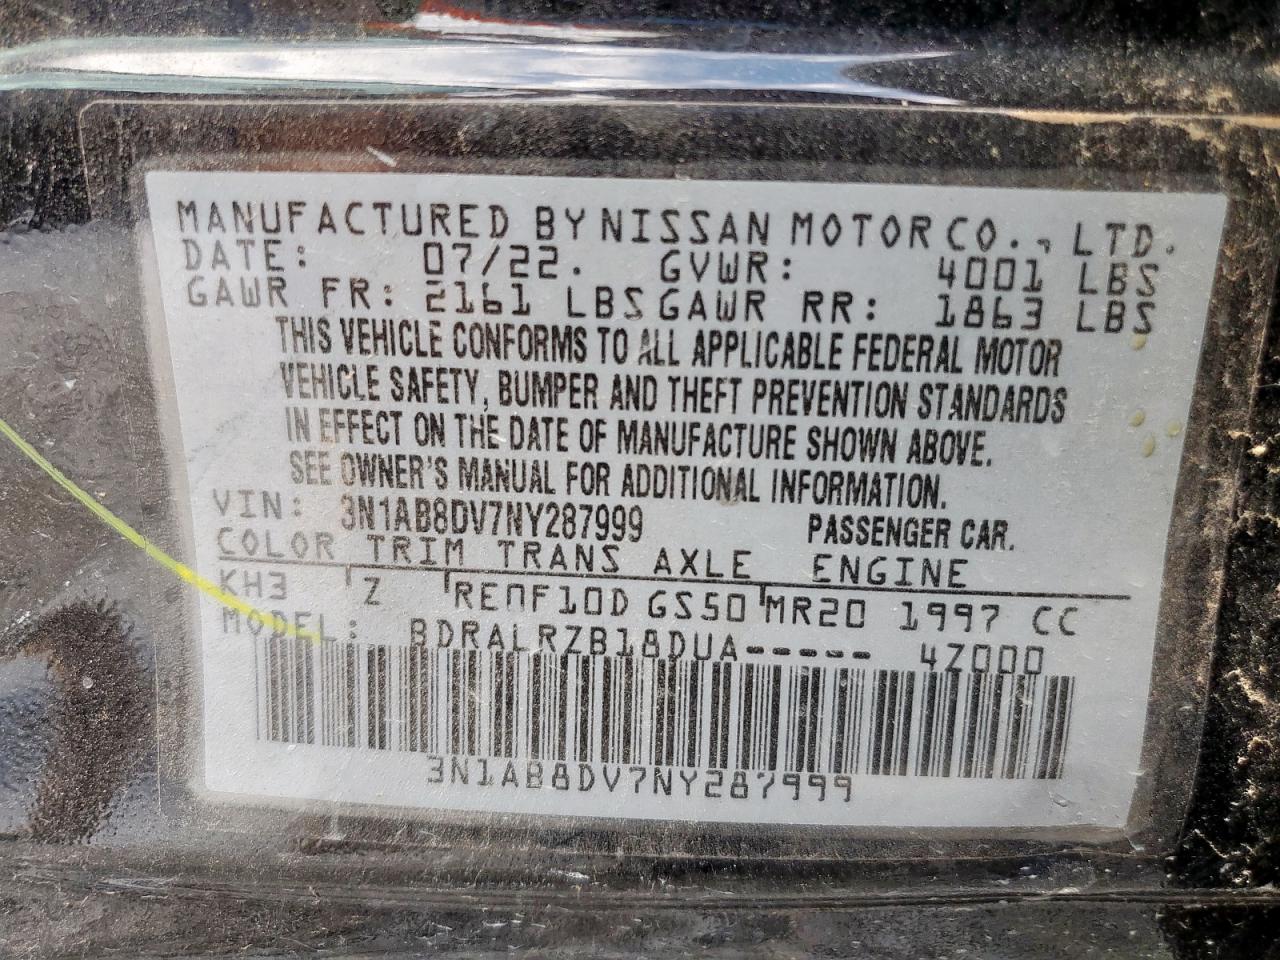 MANUFACTURED BY NISSAN MOTOR CO., LTD.
DATE: 07/22. GVWR: 4001 LBS
GAWR FR: 2161 LBS GAWR RR: 1863 LBS
THIS VEHICLE CONFORMS TO ALL APPLICABLE FEDERAL MOTOR
VEHICLE SAFETY, BUMPER AND THEFT PREVENTION STANDARDS
IN EFFECT ON THE DATE OF MANUFACTURE SHOWN ABOVE.
SEE OWNER'S MANUAL FOR ADDITIONAL INFORMATION.
VIN: 3N1AB8DV7NY287999 PASSENGER CAR.
COLOR TRIM TRANS AXLE ENGINE
KH3 Z RE0F10D GS50 MR20 1997 CC
MODEL: BDRALRZB18DUA----- 4Z000
3N1AB8DV7NY287999